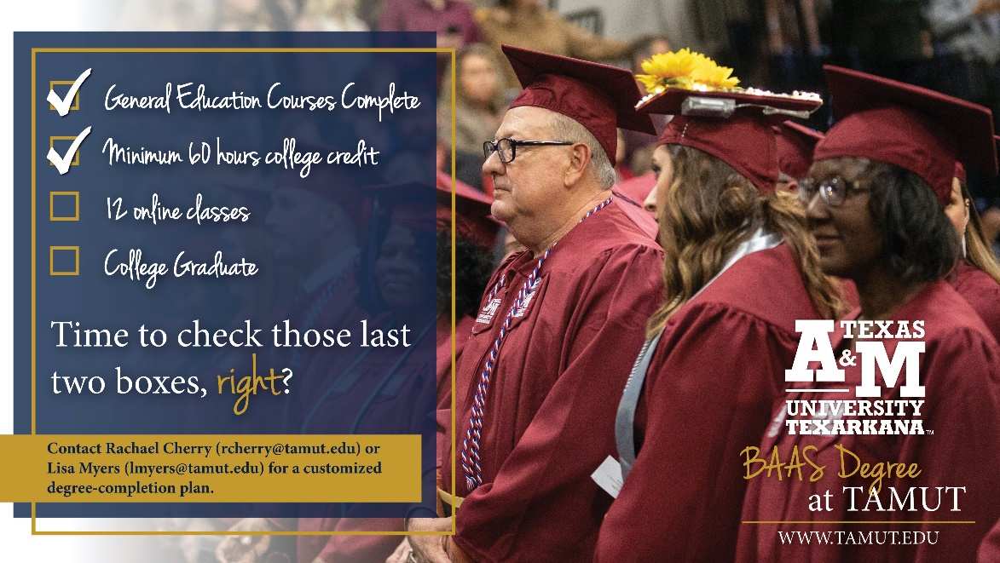 General Education Courses Complete
Minimum 60 hours college credit
12 online classes
College Graduate
Time to check those last
two boxes, right?
Contact Rachael Cherry (rcherry@tamut.edu) or
Lisa Myers (lmyers@tamut.edu) for a customized
degree-completion plan.
A&M
TEXAS
UNIVERSITY
TEXARKANA™
BAAS Degree
at TAMUT
WWW.TAMUT.EDU